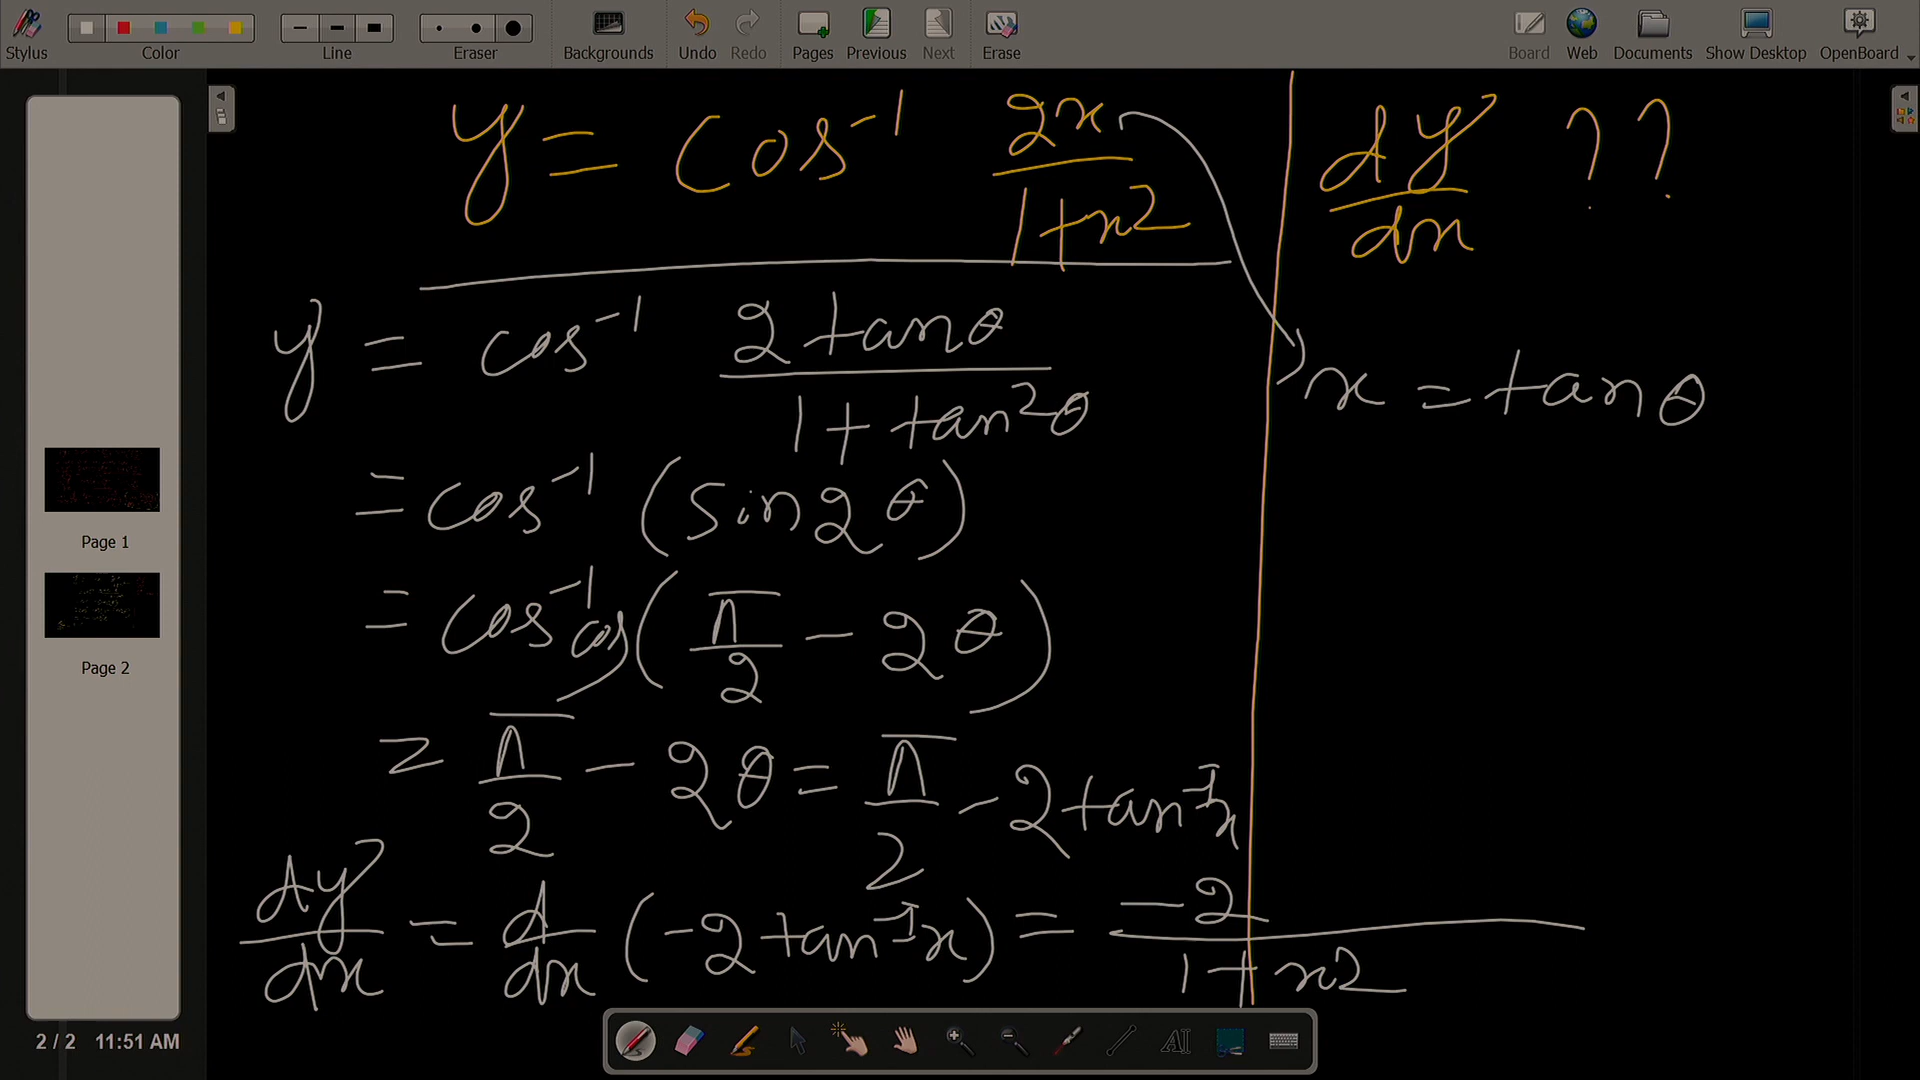 Stylus Color Line Eraser Backgrounds Undo Redo Pages Previous Next Erase Board Web Documents Show Desktop OpenBoard
y = cos⁻¹ 2x/(1+x²)
dy/dx ??
y = cos⁻¹ 2tanθ/(1+tan²θ)
x = tanθ
= cos⁻¹ (sin2θ)
= cos⁻¹cos(π/2 − 2θ)
= π/2 − 2θ = π/2 − 2tan⁻¹x
dy/dx = d/dx (−2tan⁻¹x) = −2/(1+x²)
Page 1
Page 2
2 / 2 11:51 AM
AI